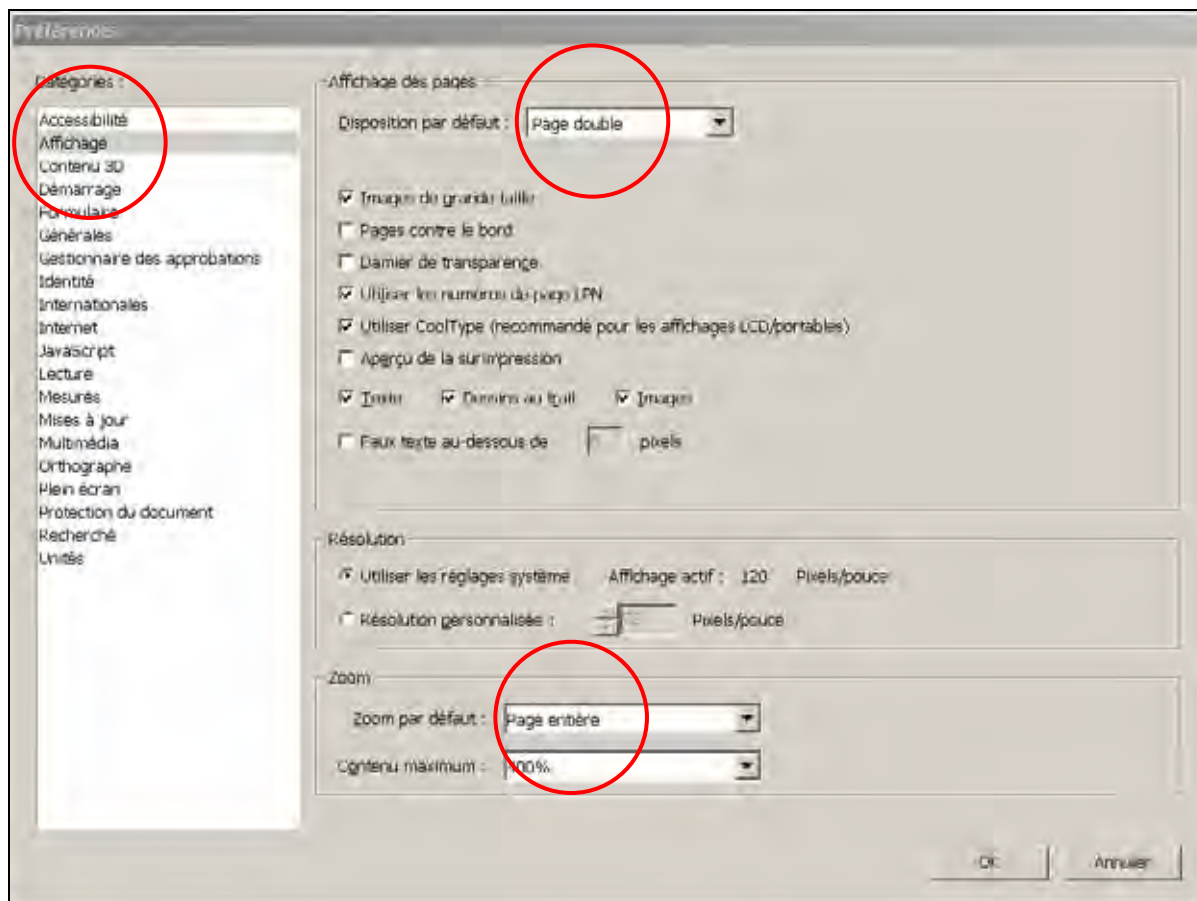 Préférences
Catégories :
Accessibilité
Affichage
Contenu 3D
Démarrage
Formulaire
Générales
Gestionnaire des approbations
Identité
Internationales
Internet
JavaScript
Lecture
Mesures
Mises à jour
Multimédia
Orthographe
Plein écran
Protection du document
Recherche
Unités
Affichage des pages
Disposition par défaut : Page double
Images de grande taille
Pages contre le bord
Damier de transparence
Utiliser les numéros de page LPN
Utiliser CoolType (recommandé pour les affichages LCD/portables)
Aperçu de la surimpression
Texte Dessins au trait Images
Faux texte au-dessous de pixels
Résolution
Utiliser les réglages système Affichage actif : 120 Pixels/pouce
Résolution personnalisée : Pixels/pouce
Zoom
Zoom par défaut : Page entière
Contenu maximum : 400%
OK Annuler